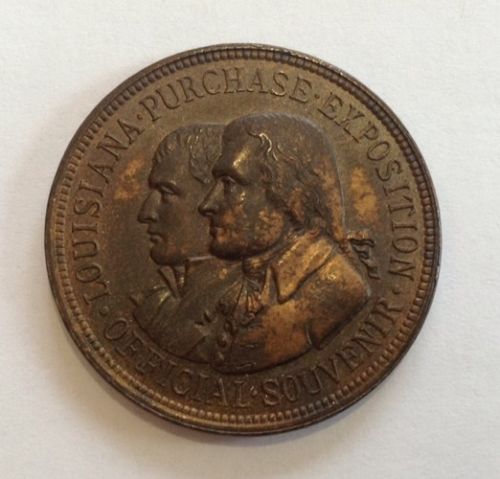 LOUISIANA · PURCHASE · EXPOSITION ·
OFFICIAL · SOUVENIR ·